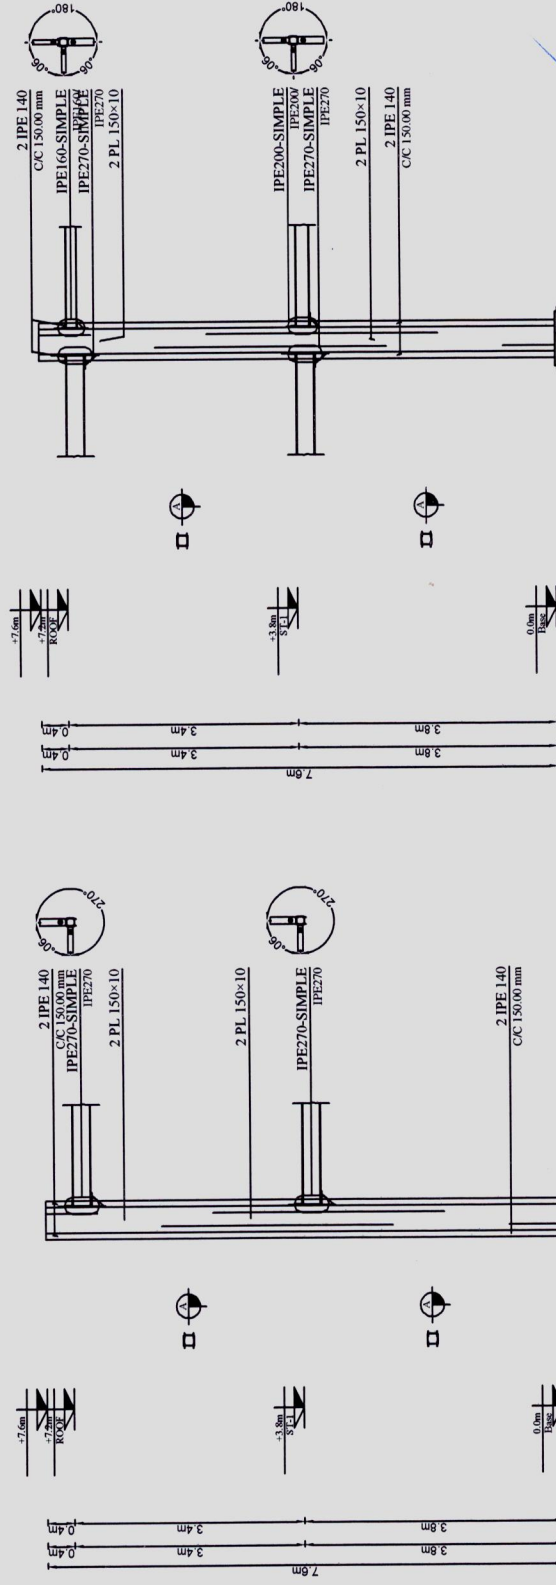 180°
90°
90°
2 IPE 140
C/C 150.00 mm
IPE160-SIMPLE
IPE270-SIMPLE
IPE270
2 PL 150×10
180°
90°
90°
IPE200-SIMPLE
IPE200/
IPE270-SIMPLE
IPE270
2 PL 150×10
2 IPE 140
C/C 150.00 mm
A
A
+7.6m
+7.2m
ROOF
+3.8m
ST-1
0.0m
Base
0.4m
3.4m
3.8m
0.4m
3.4m
3.8m
7.6m
270°
90°
2 IPE 140
C/C 150.00 mm
IPE270-SIMPLE
IPE270
2 PL 150×10
2 PL 150×10
270°
90°
IPE270-SIMPLE
IPE270
2 IPE 140
C/C 150.00 mm
A
A
+7.6m
+7.2m
ROOF
+3.8m
ST-1
0.0m
Base
0.4m
3.4m
3.8m
0.4m
3.4m
3.8m
7.6m